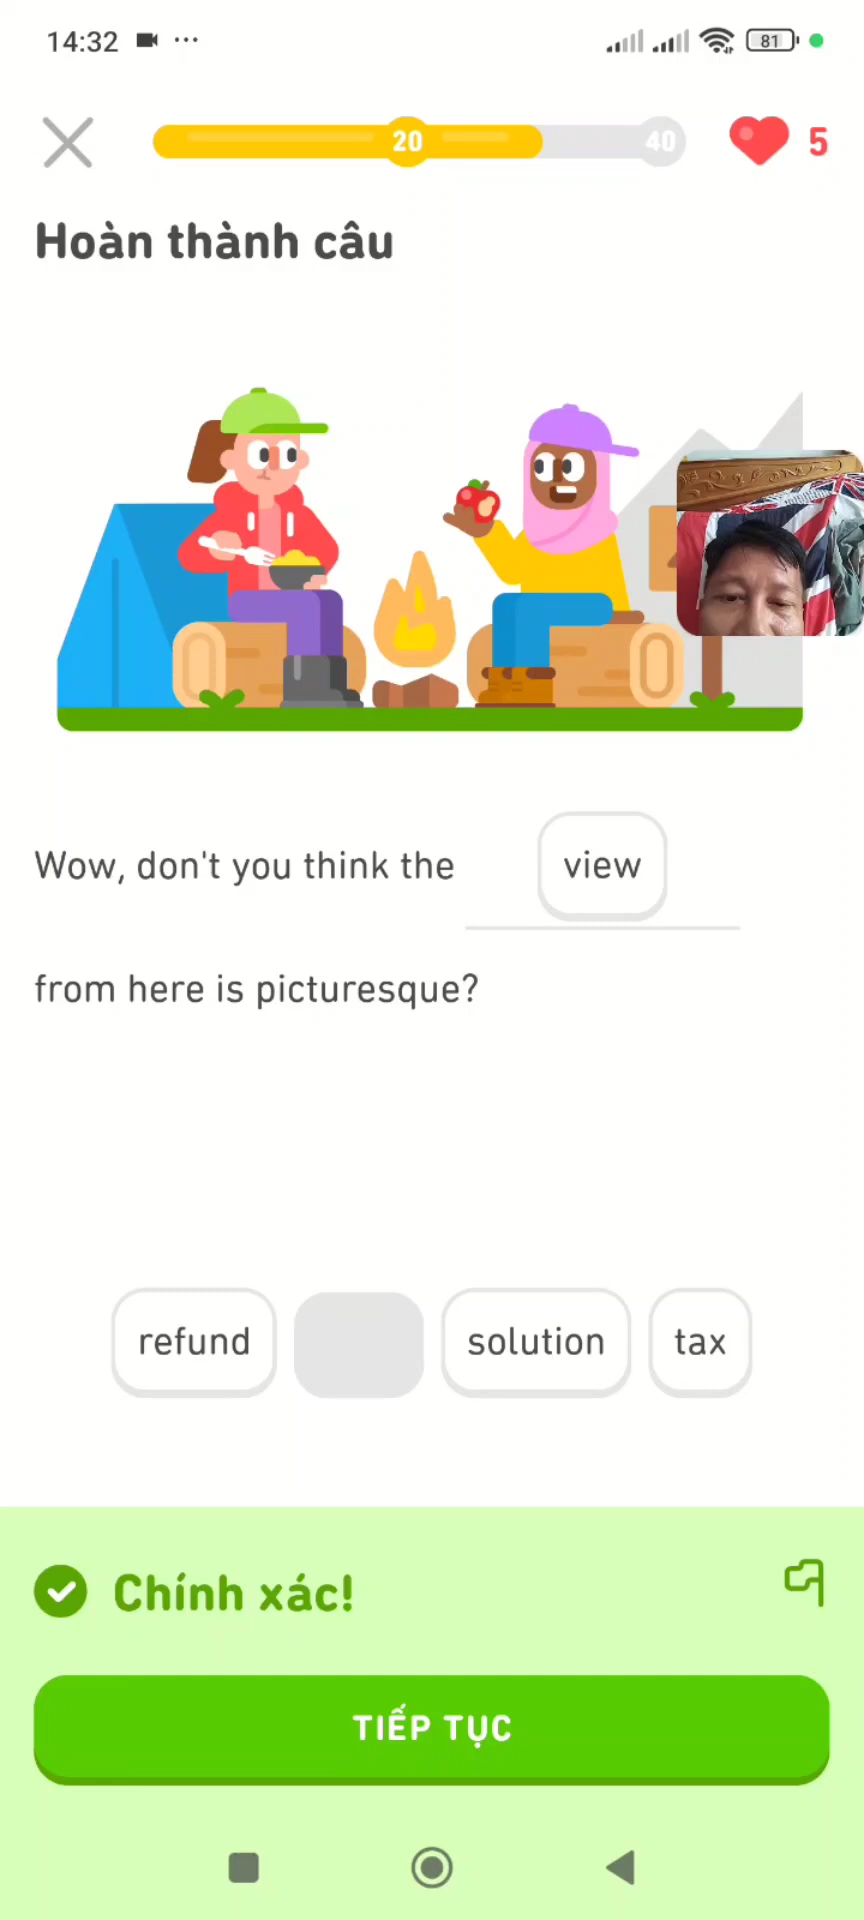 14:32 ... 81
20 40 5
Hoàn thành câu
Wow, don't you think the view
from here is picturesque?
refund solution tax
Chính xác!
TIẾP TỤC